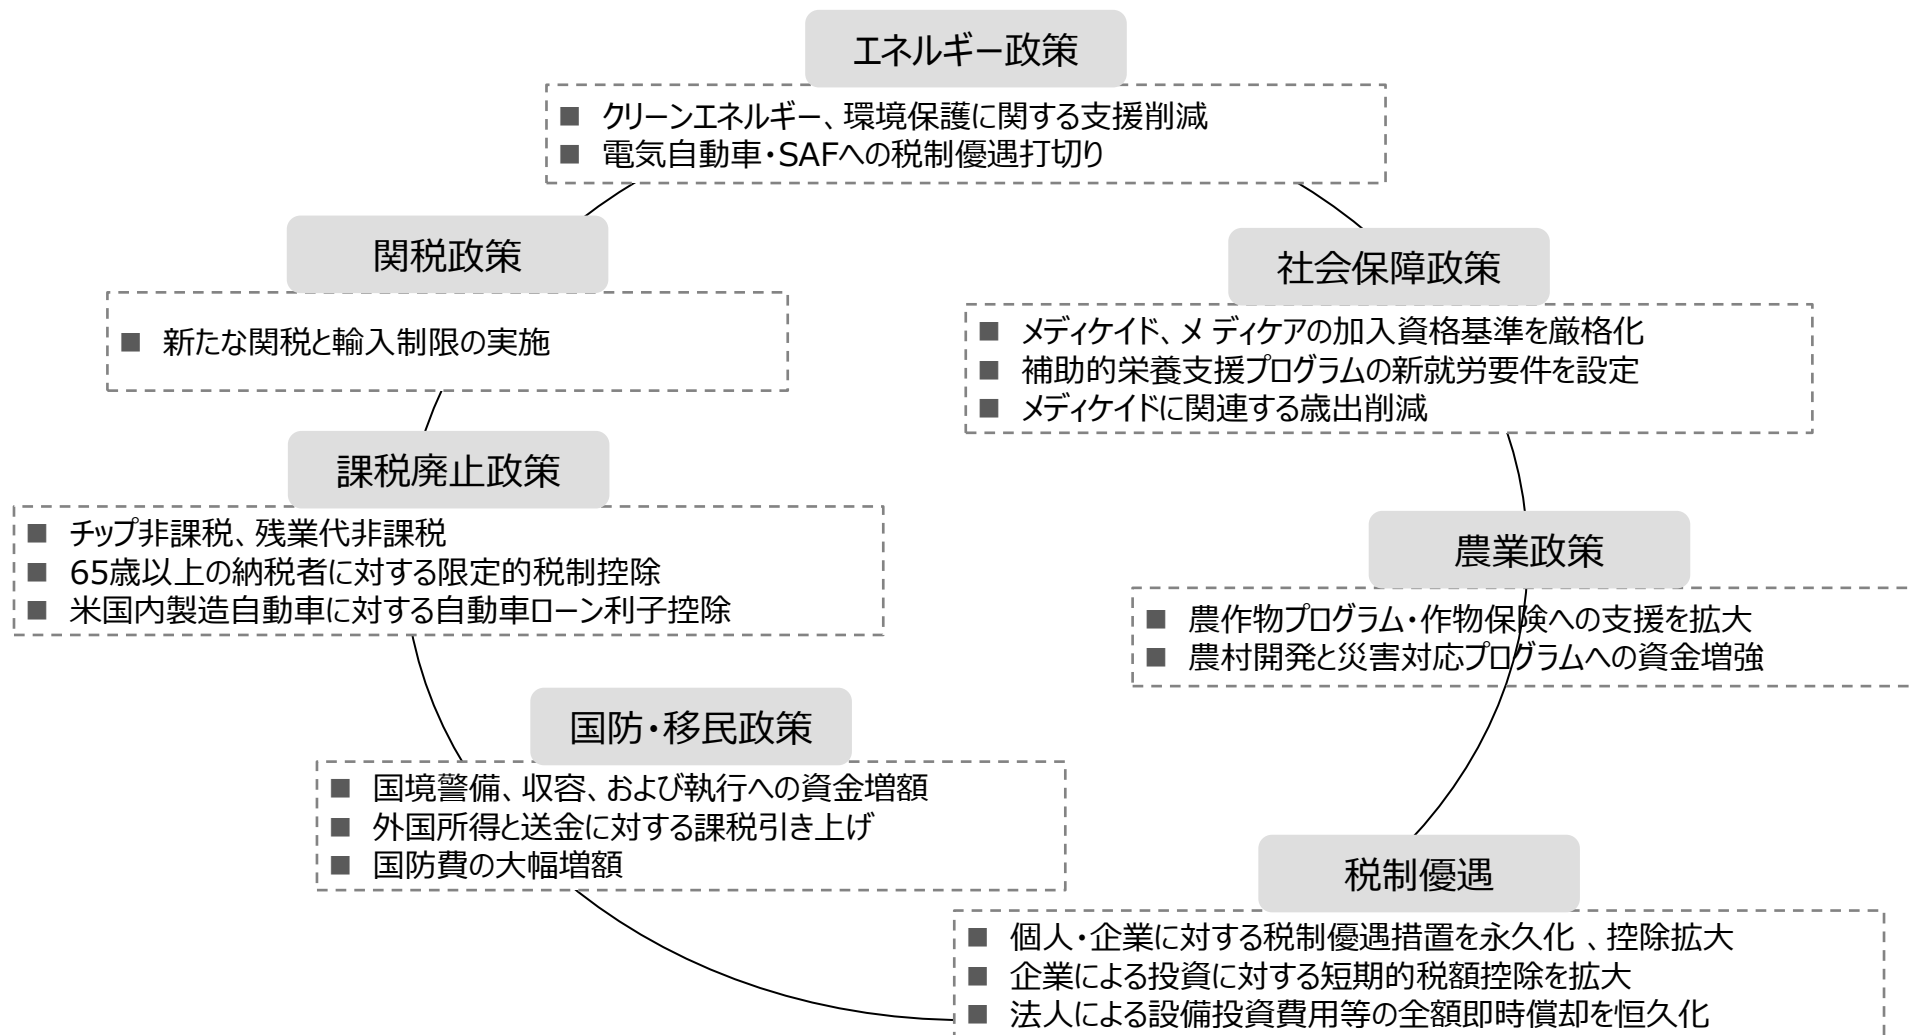 エネルギー政策
■ クリーンエネルギー、環境保護に関する支援削減
■ 電気自動車・SAFへの税制優遇打切り
関税政策
■ 新たな関税と輸入制限の実施
社会保障政策
■ メディケイド、メ ディケアの加入資格基準を厳格化
■ 補助的栄養支援プログラムの新就労要件を設定
■ メディケイドに関連する歳出削減
課税廃止政策
■ チップ非課税、残業代非課税
■ 65歳以上の納税者に対する限定的税制控除
■ 米国内製造自動車に対する自動車ローン利子控除
農業政策
■ 農作物プログラム・作物保険への支援を拡大
■ 農村開発と災害対応プログラムへの資金増強
国防・移民政策
■ 国境警備、収容、および執行への資金増額
■ 外国所得と送金に対する課税引き上げ
■ 国防費の大幅増額
税制優遇
■ 個人・企業に対する税制優遇措置を永久化 、控除拡大
■ 企業による投資に対する短期的税額控除を拡大
■ 法人による設備投資費用等の全額即時償却を恒久化